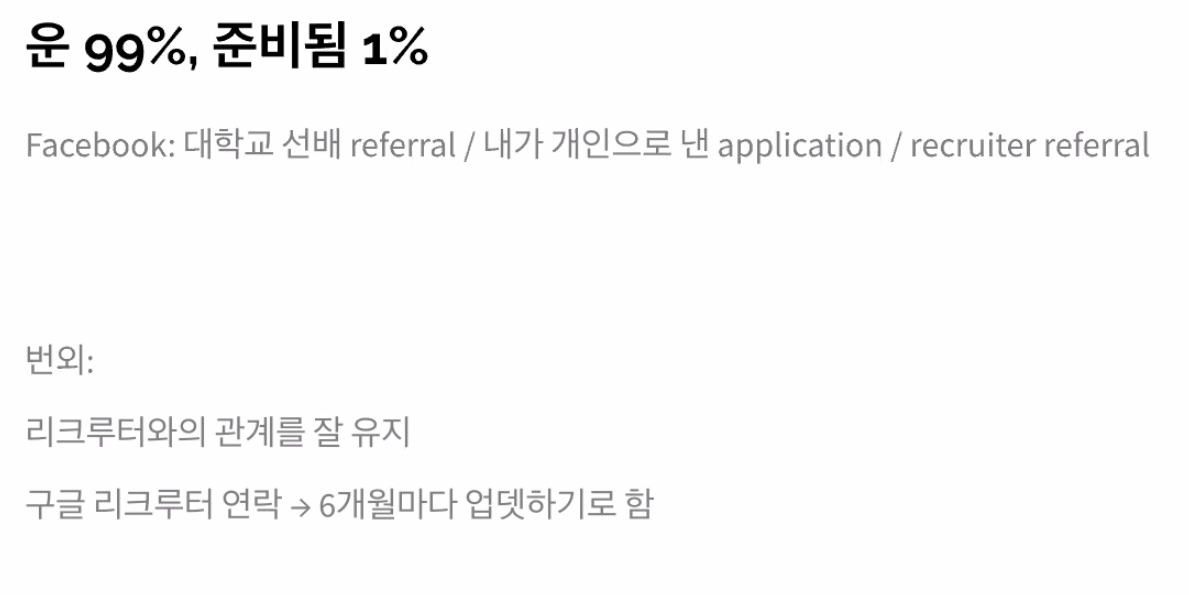 운 99%, 준비됨 1%
Facebook: 대학교 선배 referral / 내가 개인으로 낸 application / recruiter referral
번외:
리크루터와의 관계를 잘 유지
구글 리크루터 연락 → 6개월마다 업뎃하기로 함